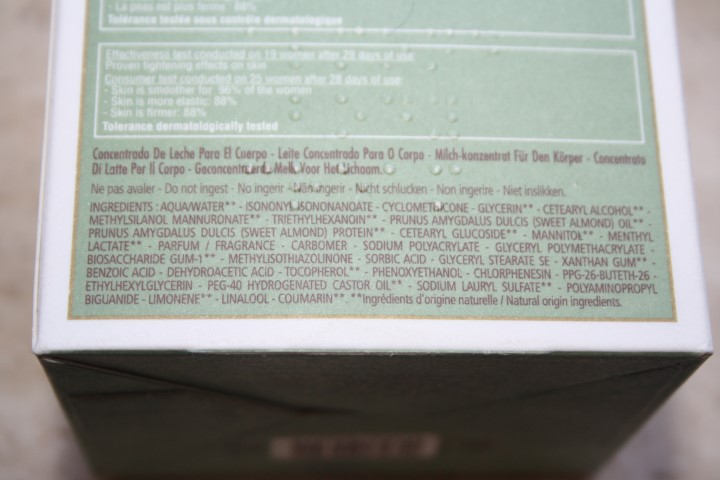 - La peau est plus ferme : 88%
Tolérance testée sous contrôle dermatologique
Effectiveness test conducted on 19 women after 28 days of use
Proven tightening effects on skin
Consumer test conducted on 25 women after 28 days of use
- Skin is smoother for 96% of the women
- Skin is more elastic: 88%
- Skin is firmer: 88%
Tolerance dermatologically tested
Concentrado De Leche Para El Cuerpo - Leite Concentrado Para O Corpo - Milch-konzentrat Für Den Körper - Concentrato
Di Latte Per Il Corpo - Geconcentreerde Melk Voor Het Lichaam.
Ne pas avaler - Do not ingest - No ingerir - Não ingerir - Nicht schlucken - Non ingerire - Niet inslikken.
INGREDIENTS : AQUA/WATER** - ISONONYL ISONONANOATE - CYCLOMETHICONE - GLYCERIN** - CETEARYL ALCOHOL** -
METHYLSILANOL MANNURONATE** - TRIETHYLHEXANOIN** - PRUNUS AMYGDALUS DULCIS (SWEET ALMOND) OIL** -
PRUNUS AMYGDALUS DULCIS (SWEET ALMOND) PROTEIN** - CETEARYL GLUCOSIDE** - MANNITOL** - MENTHYL
LACTATE** - PARFUM / FRAGRANCE - CARBOMER - SODIUM POLYACRYLATE - GLYCERYL POLYMETHACRYLATE -
BIOSACCHARIDE GUM-1** - METHYLISOTHIAZOLINONE - SORBIC ACID - GLYCERYL STEARATE SE - XANTHAN GUM** -
BENZOIC ACID - DEHYDROACETIC ACID - TOCOPHEROL** - PHENOXYETHANOL - CHLORPHENESIN - PPG-26-BUTETH-26 -
ETHYLHEXYLGLYCERIN - PEG-40 HYDROGENATED CASTOR OIL** - SODIUM LAURYL SULFATE** - POLYAMINOPROPYL
BIGUANIDE - LIMONENE** - LINALOOL - COUMARIN**. **Ingrédients d'origine naturelle / Natural origin ingredients.